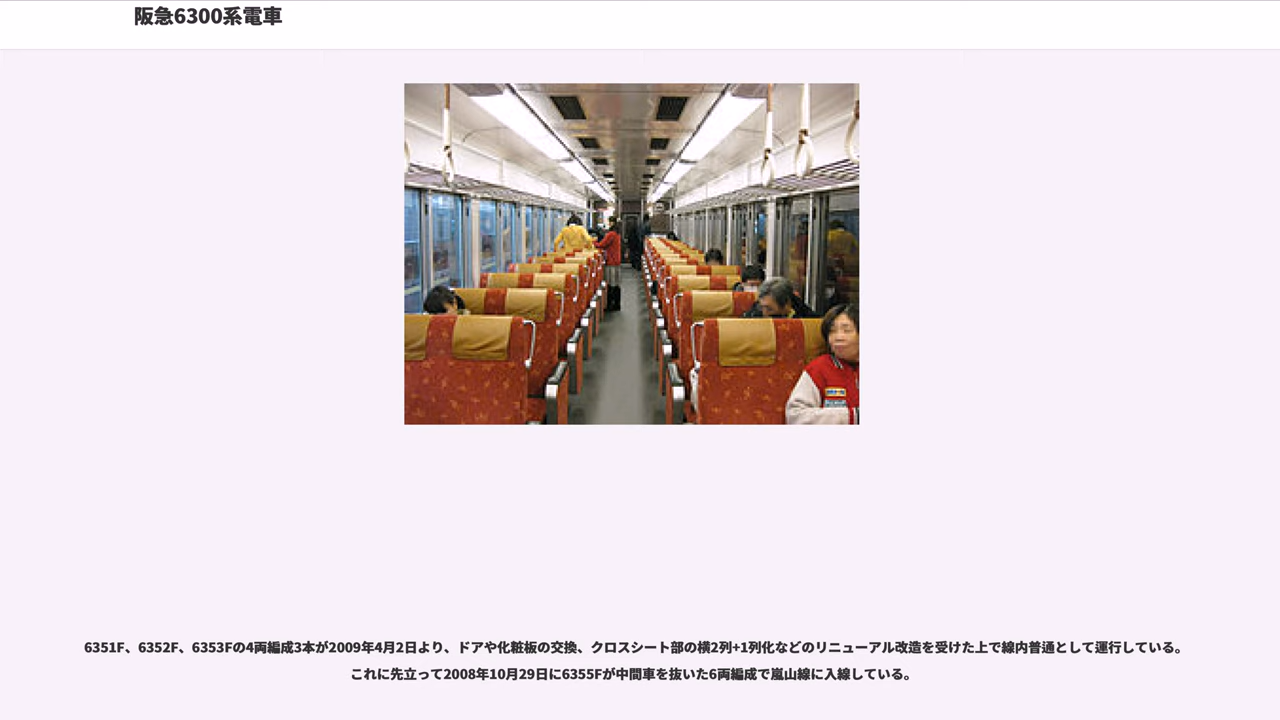 阪急6300系電車
6351F、6352F、6353Fの4両編成3本が2009年4月2日より、ドアや化粧板の交換、クロスシート部の横2列+1列化などのリニューアル改造を受けた上で線内普通として運行している。
これに先立って2008年10月29日に6355Fが中間車を抜いた6両編成で嵐山線に入線している。